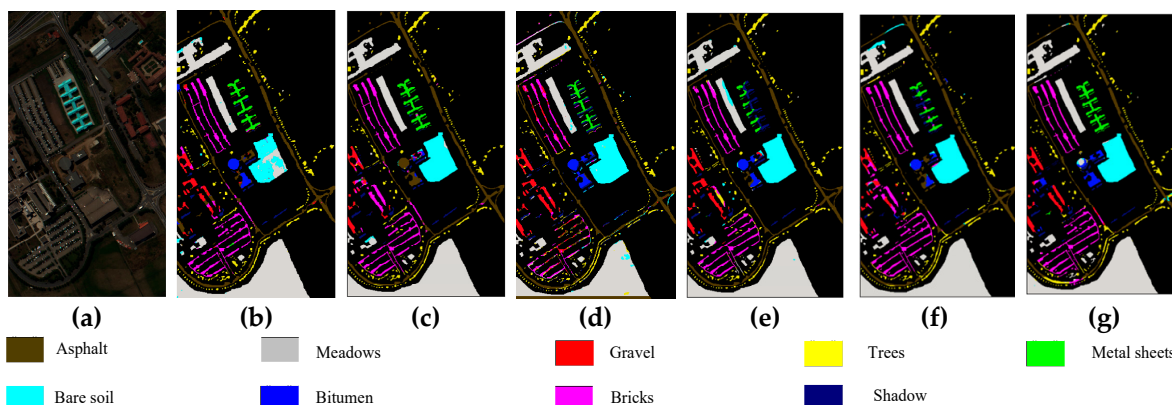 (a) (b) (c) (d) (e) (f) (g)
Asphalt Meadows Gravel Trees Metal sheets
Bare soil Bitumen Bricks Shadow